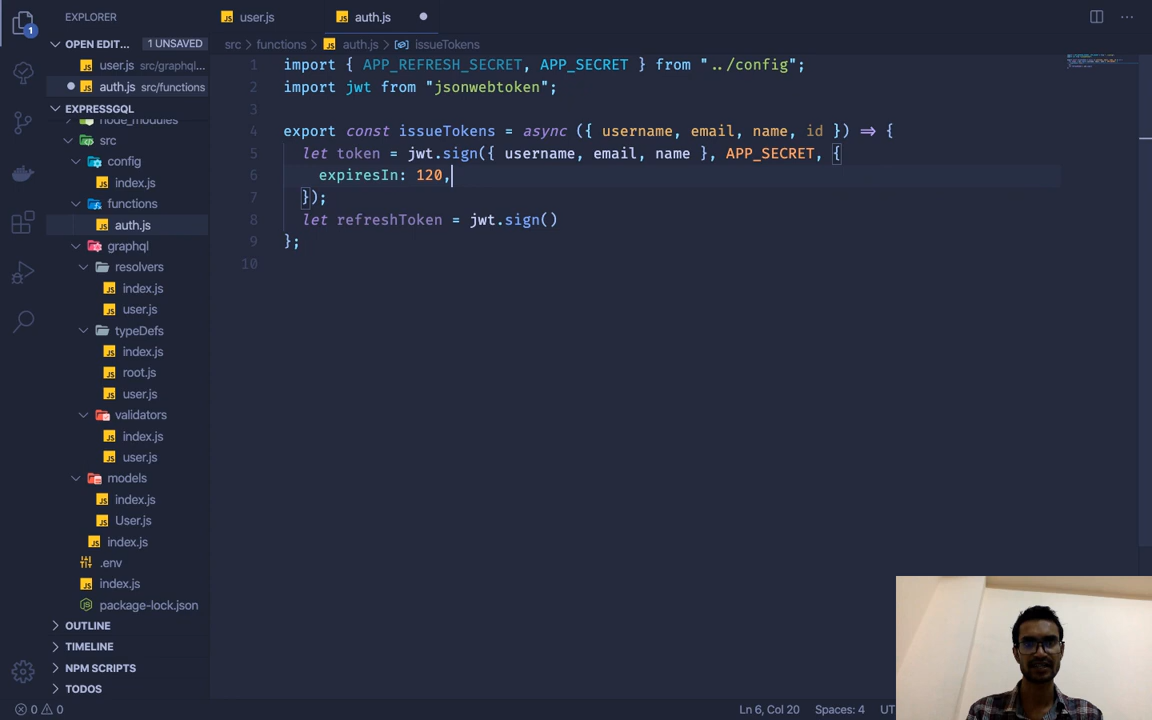 EXPLORER
user.js
auth.js
OPEN EDIT...
1 UNSAVED
src
functions
auth.js
issueTokens
user.js src/graphql...
auth.js src/functions
EXPRESSGQL
node_modules
src
config
index.js
functions
auth.js
graphql
resolvers
index.js
user.js
typeDefs
index.js
root.js
user.js
validators
index.js
user.js
models
index.js
User.js
index.js
.env
index.js
package-lock.json
OUTLINE
TIMELINE
NPM SCRIPTS
TODOS
1
1 import { APP_REFRESH_SECRET, APP_SECRET } from "../config";
2 import jwt from "jsonwebtoken";
3
4 export const issueTokens = async ({ username, email, name, id }) => {
5 let token = jwt.sign({ username, email, name }, APP_SECRET, {
6 expiresIn: 120,
7 });
8 let refreshToken = jwt.sign()
9 };
10
0 0
Ln 6, Col 20
Spaces: 4
UT